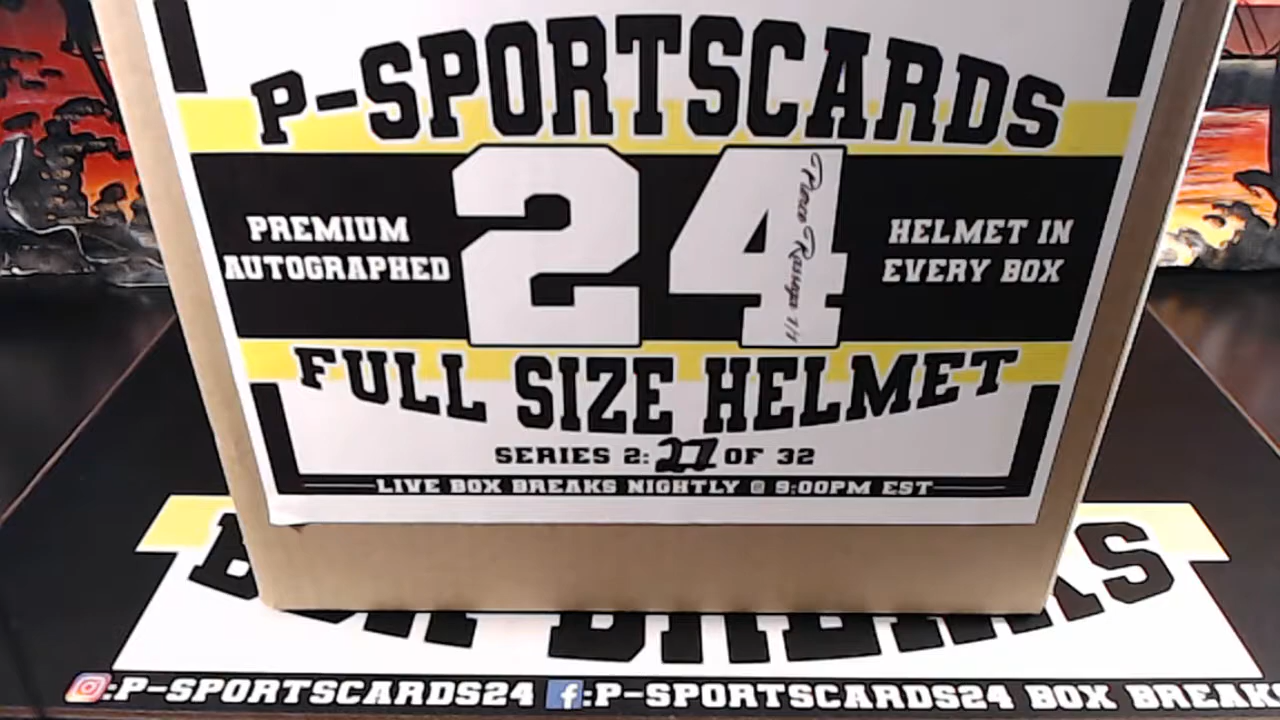 P-SPORTSCARDS
24
PREMIUM
AUTOGRAPHED
HELMET IN
EVERY BOX
FULL SIZE HELMET
SERIES 2: 27 OF 32
LIVE BOX BREAKS NIGHTLY @ 9:00PM EST
:P-SPORTSCARDS24 :P-SPORTSCARDS24 BOX BREAK